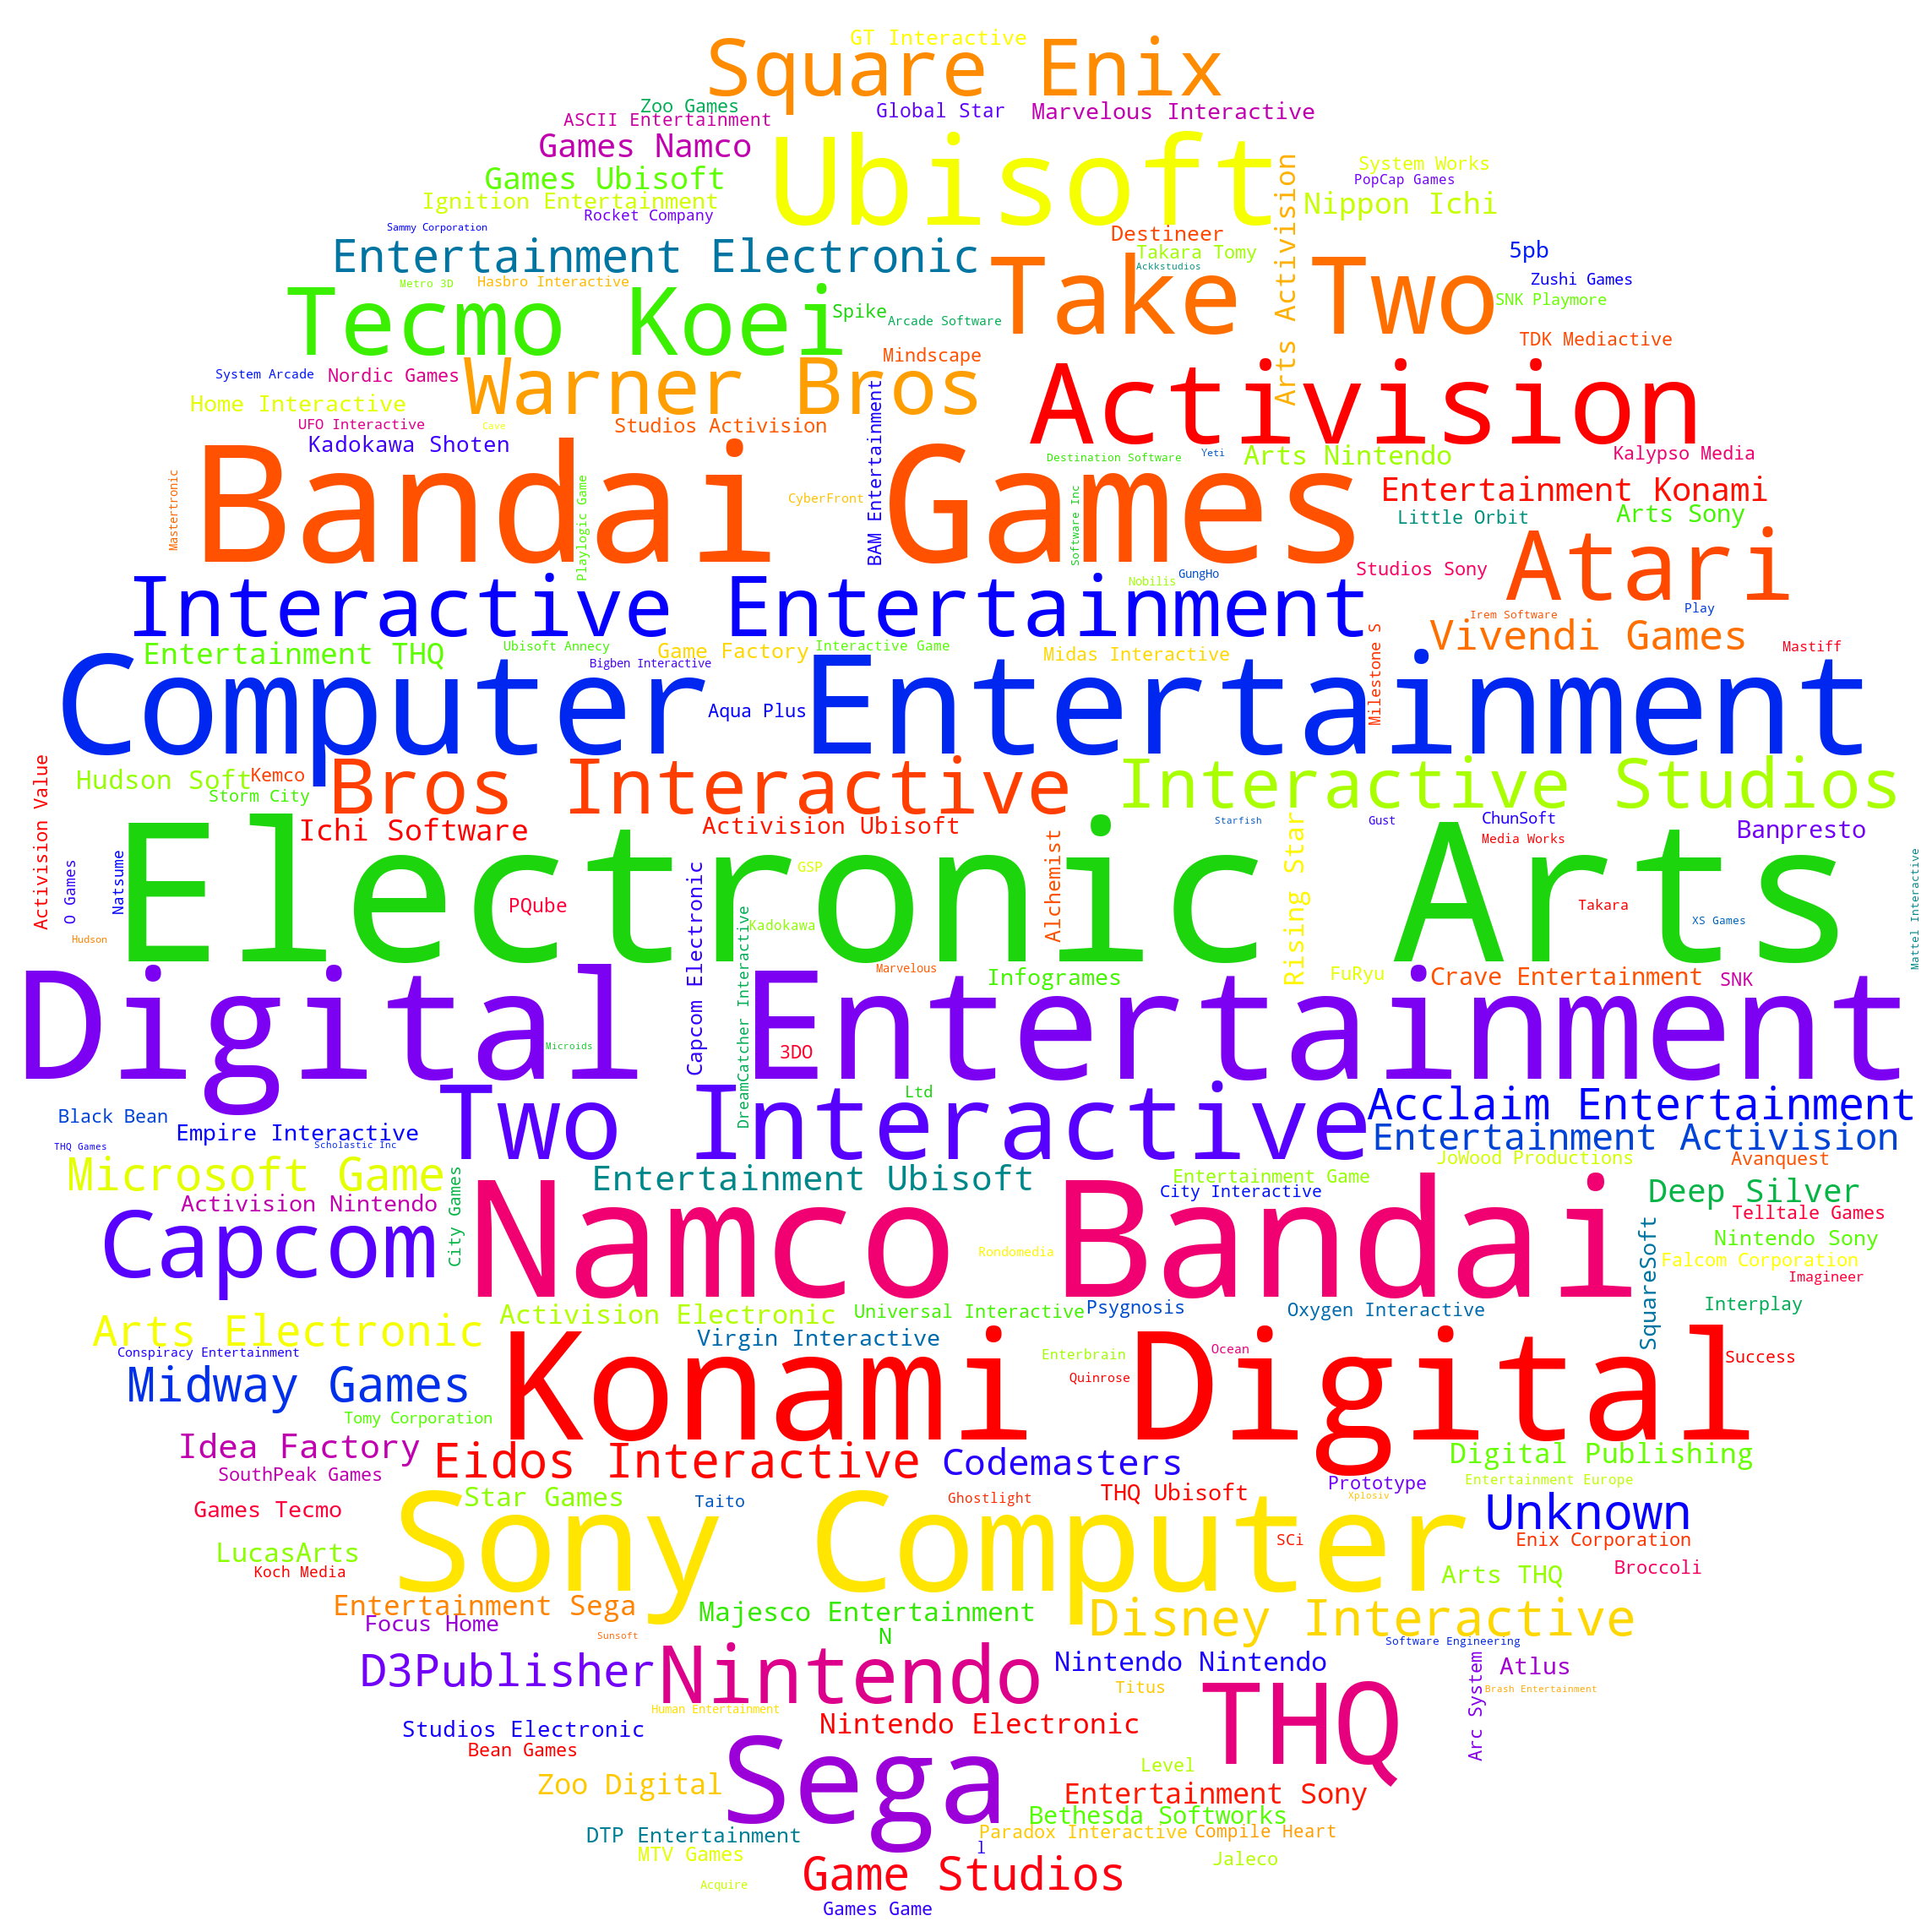 GT Interactive
Square Enix
Zoo Games
Global Star
Marvelous Interactive
ASCII Entertainment
Games Namco
Ubisoft
Arts Activision
System Works
Games Ubisoft
PopCap Games
Ignition Entertainment
Nippon Ichi
Rocket Company
Sammy Corporation
Destineer
Entertainment Electronic
Takara Tomy
5pb
Ackkstudios
Take Two
Hasbro Interactive
Metro 3D
Zushi Games
SNK Playmore
Tecmo Koei
Spike
Arcade Software
TDK Mediactive
Mindscape
System Arcade
Nordic Games
Warner Bros
Activision
Home Interactive
UFO Interactive
Cave
Studios Activision
BAM Entertainment
Kadokawa Shoten
Destination Software
Yeti
Arts Nintendo
Kalypso Media
Mastertronic
Bandai Games
Playlogic Game
CyberFront
Software Inc
Entertainment Konami
Little Orbit
Arts Sony
Atari
Studios Sony
GungHo
Nobilis
Interactive Entertainment
Play
Irem Software
Vivendi Games
Milestone S
Mastiff
Entertainment THQ
Ubisoft Annecy
Game Factory
Interactive Game
Midas Interactive
Bigben Interactive
Computer Entertainment
Aqua Plus
Activision Value
Hudson Soft
Kemco
Storm City
Bros Interactive
Interactive Studios
Ichi Software
Activision Ubisoft
Starfish
Gust
ChunSoft
Media Works
Banpresto
Alchemist
Rising Star
O Games
Natsume
Electronic Arts
Capcom Electronic
GSP
PQube
Kadokawa
Takara
XS Games
Mattel Interactive
Hudson
DreamCatcher Interactive
Marvelous
Infogrames
FuRyu
Crave Entertainment
SNK
Digital Entertainment
Microids
3DO
Two Interactive
Ltd
Acclaim Entertainment
Black Bean
Empire Interactive
Entertainment Activision
THQ Games
Scholastic Inc
Microsoft Game
City Games
Entertainment Ubisoft
Entertainment Game
JoWood Productions
Avanquest
Activision Nintendo
City Interactive
Deep Silver
Telltale Games
Capcom
Namco Bandai
SquareSoft
Nintendo Sony
Rondomedia
Falcom Corporation
Imagineer
Activision Electronic
Universal Interactive
Psygnosis
Oxygen Interactive
Interplay
Arts Electronic
Virgin Interactive
Conspiracy Entertainment
Enterbrain
Ocean
Success
Konami Digital
Quinrose
Midway Games
Tomy Corporation
Idea Factory
Eidos Interactive
Codemasters
Digital Publishing
SouthPeak Games
Prototype
Entertainment Europe
Star Games
Taito
Ghostlight
THQ Ubisoft
Xplosiv
Games Tecmo
Sony Computer
Unknown
SCi
Enix Corporation
LucasArts
Koch Media
Arts THQ
Broccoli
Entertainment Sega
Majesco Entertainment
Disney Interactive
Focus Home
Sunsoft
N
Software Engineering
D3Publisher
Nintendo
Nintendo Nintendo
Arc System
Atlus
Titus
Brash Entertainment
THQ
Human Entertainment
Studios Electronic
Nintendo Electronic
Bean Games
Sega
Level
Zoo Digital
Entertainment Sony
Bethesda Softworks
DTP Entertainment
Paradox Interactive
Compile Heart
l
MTV Games
Jaleco
Game Studios
Acquire
Games Game